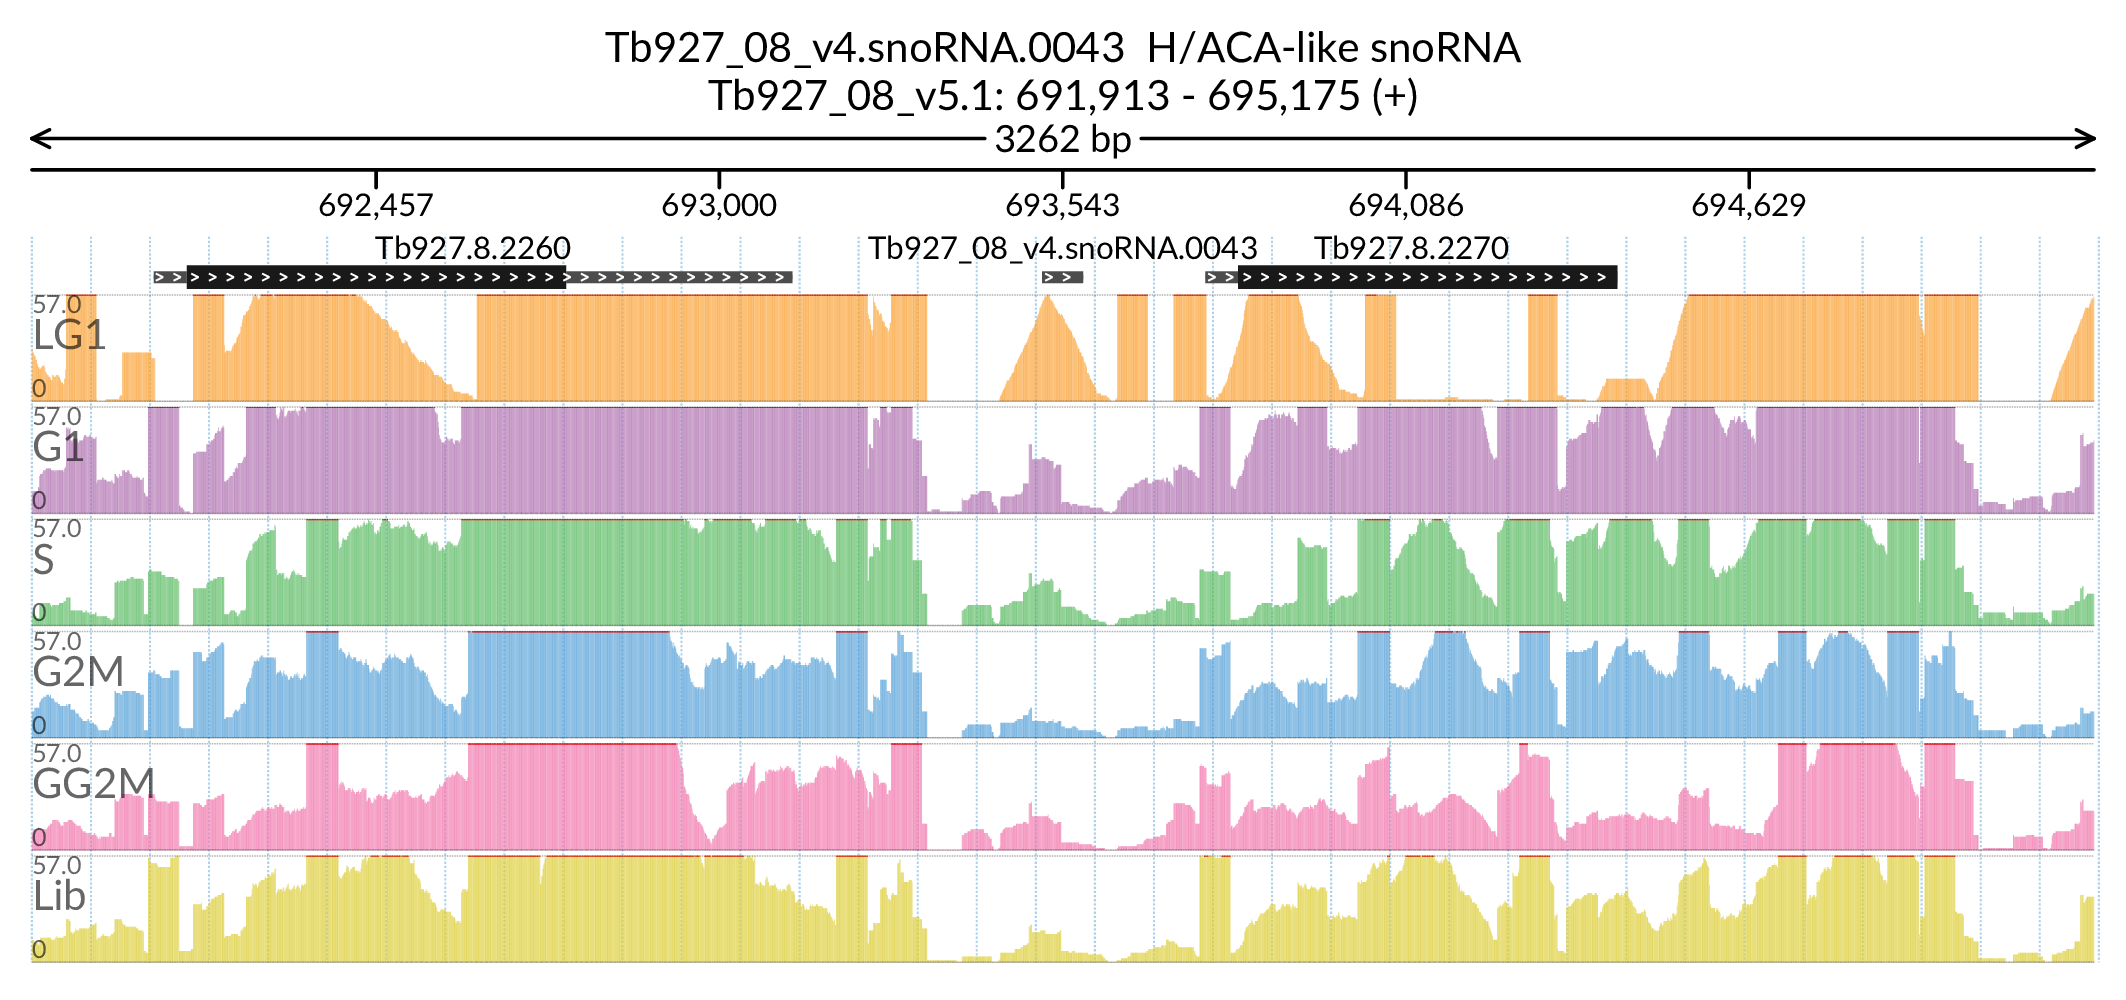 Tb927_08_v4.snoRNA.0043 H/ACA-like snoRNA
Tb927_08_v5.1: 691,913 - 695,175 (+)
3262 bp
692,457 693,000 693,543 694,086 694,629
Tb927.8.2260 Tb927_08_v4.snoRNA.0043 Tb927.8.2270
57.0
LG1
0
57.0
G1
0
57.0
S
0
57.0
G2M
0
57.0
GG2M
0
57.0
Lib
0